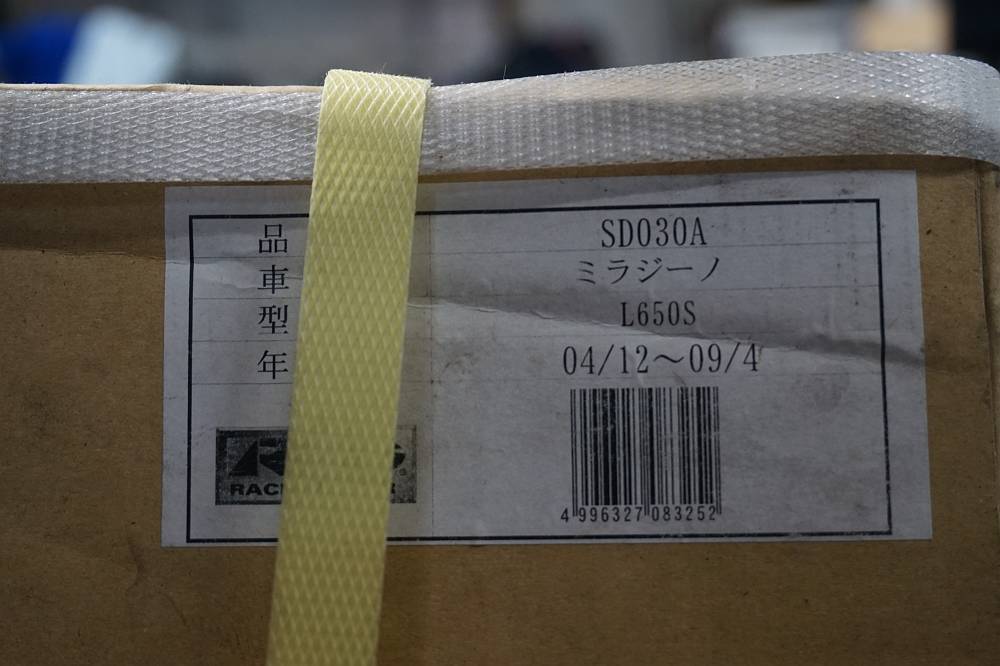 品 SD030A
車 ミラジーノ
型 L650S
年 04/12～09/4
4 996327 083252